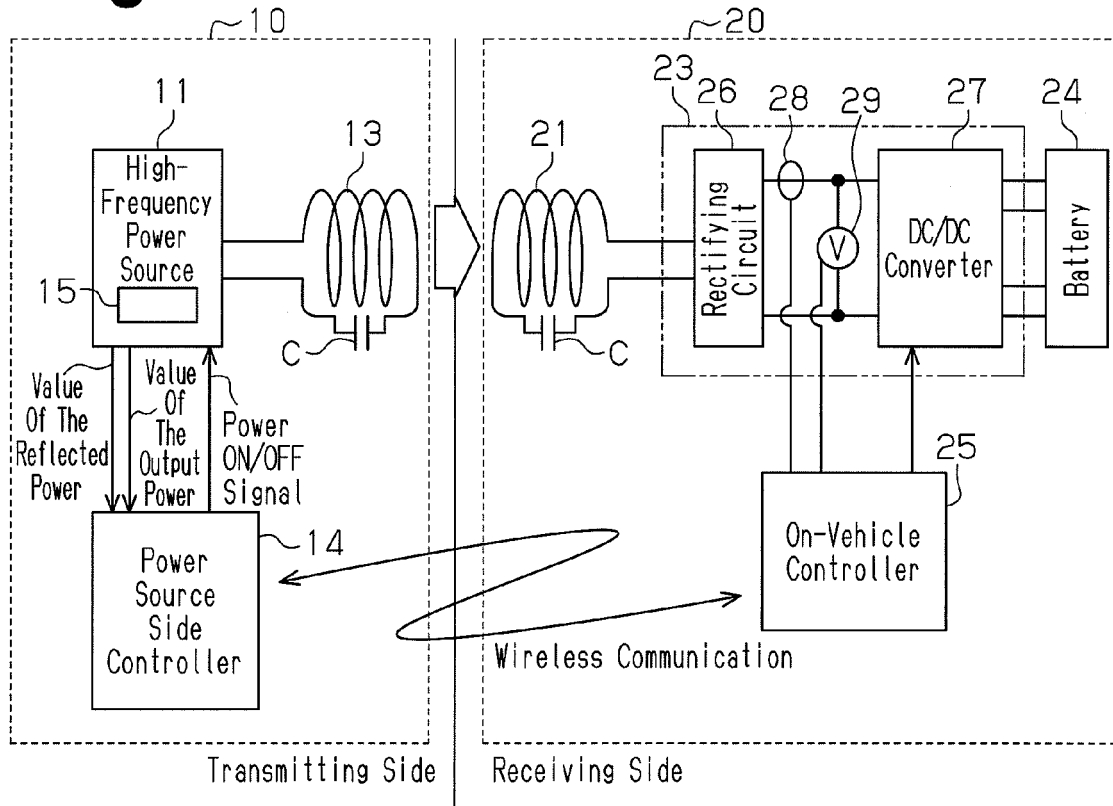 10
20
11
13
21
23
26
28
29
27
24
High-
Frequency
Power
Source
15
Rectifying
Circuit
V
DC/DC
Converter
Battery
C
C
Value
Of The
Reflected
Power
Value
Of
The
Output
Power
Power
ON/OFF
Signal
14
25
Power
Source
Side
Controller
On-Vehicle
Controller
Wireless Communication
Transmitting Side
Receiving Side